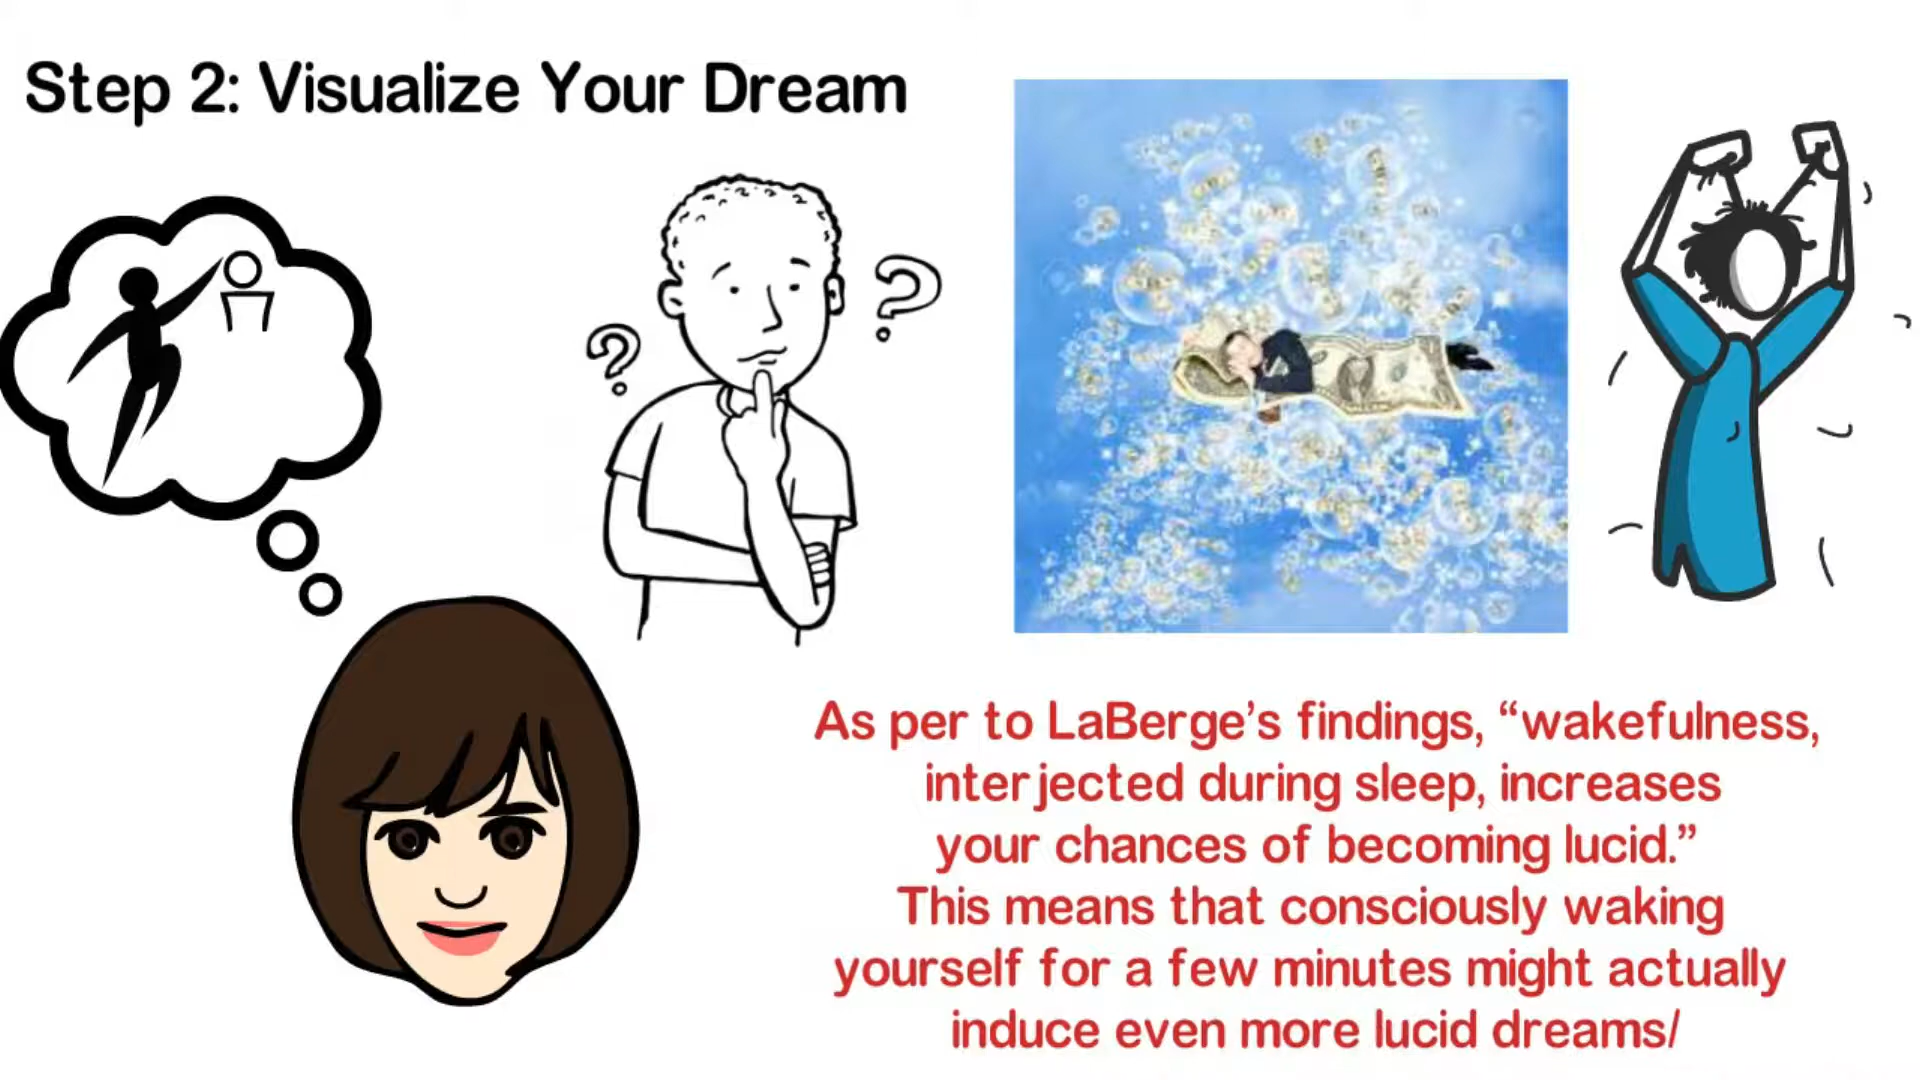 Step 2: Visualize Your Dream
?
?
As per to LaBerge’s findings, “wakefulness,
interjected during sleep, increases
your chances of becoming lucid.”
This means that consciously waking
yourself for a few minutes might actually
induce even more lucid dreams/